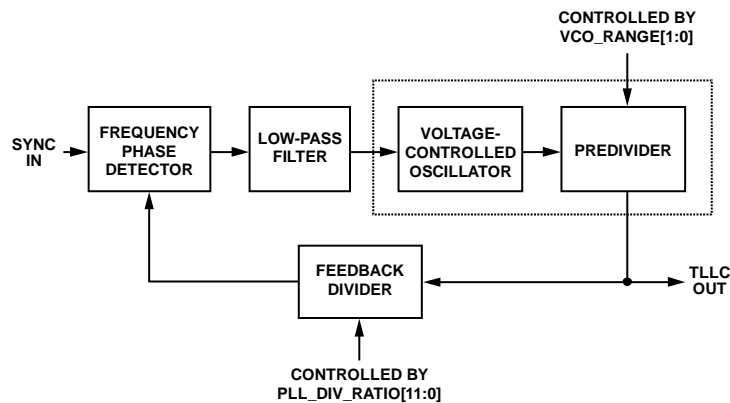 CONTROLLED BY
VCO_RANGE[1:0]
SYNC
IN
FREQUENCY
PHASE
DETECTOR
LOW-PASS
FILTER
VOLTAGE-
CONTROLLED
OSCILLATOR
PREDIVIDER
FEEDBACK
DIVIDER
TLLC
OUT
CONTROLLED BY
PLL_DIV_RATIO[11:0]